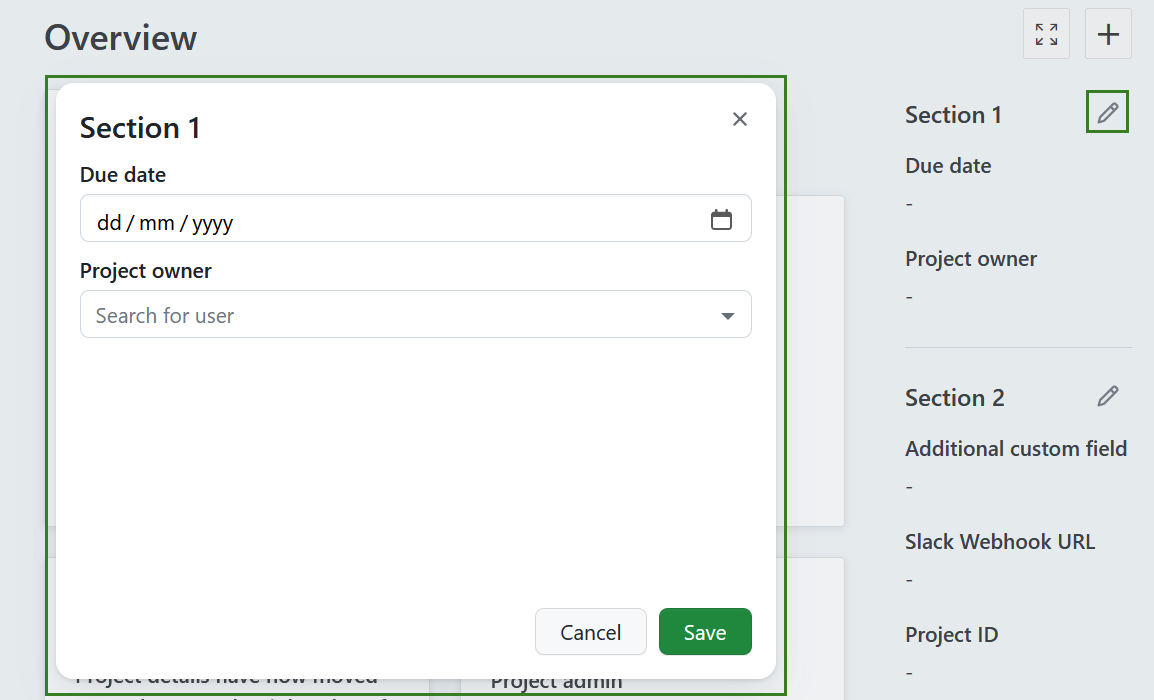 Overview
Section 1
Due date
dd / mm / yyyy
Project owner
Search for user
Cancel
Save
Project details have now moved
Project admin
Section 1
Due date
-
Project owner
-
Section 2
Additional custom field
-
Slack Webhook URL
-
Project ID
-